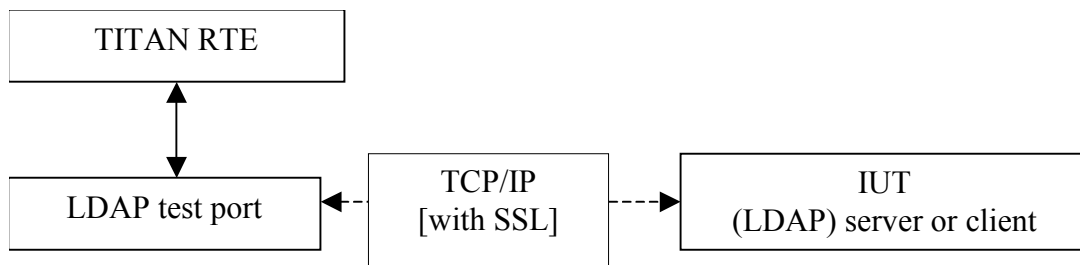 TITAN RTE
LDAP test port
TCP/IP
[with SSL]
IUT
(LDAP) server or client